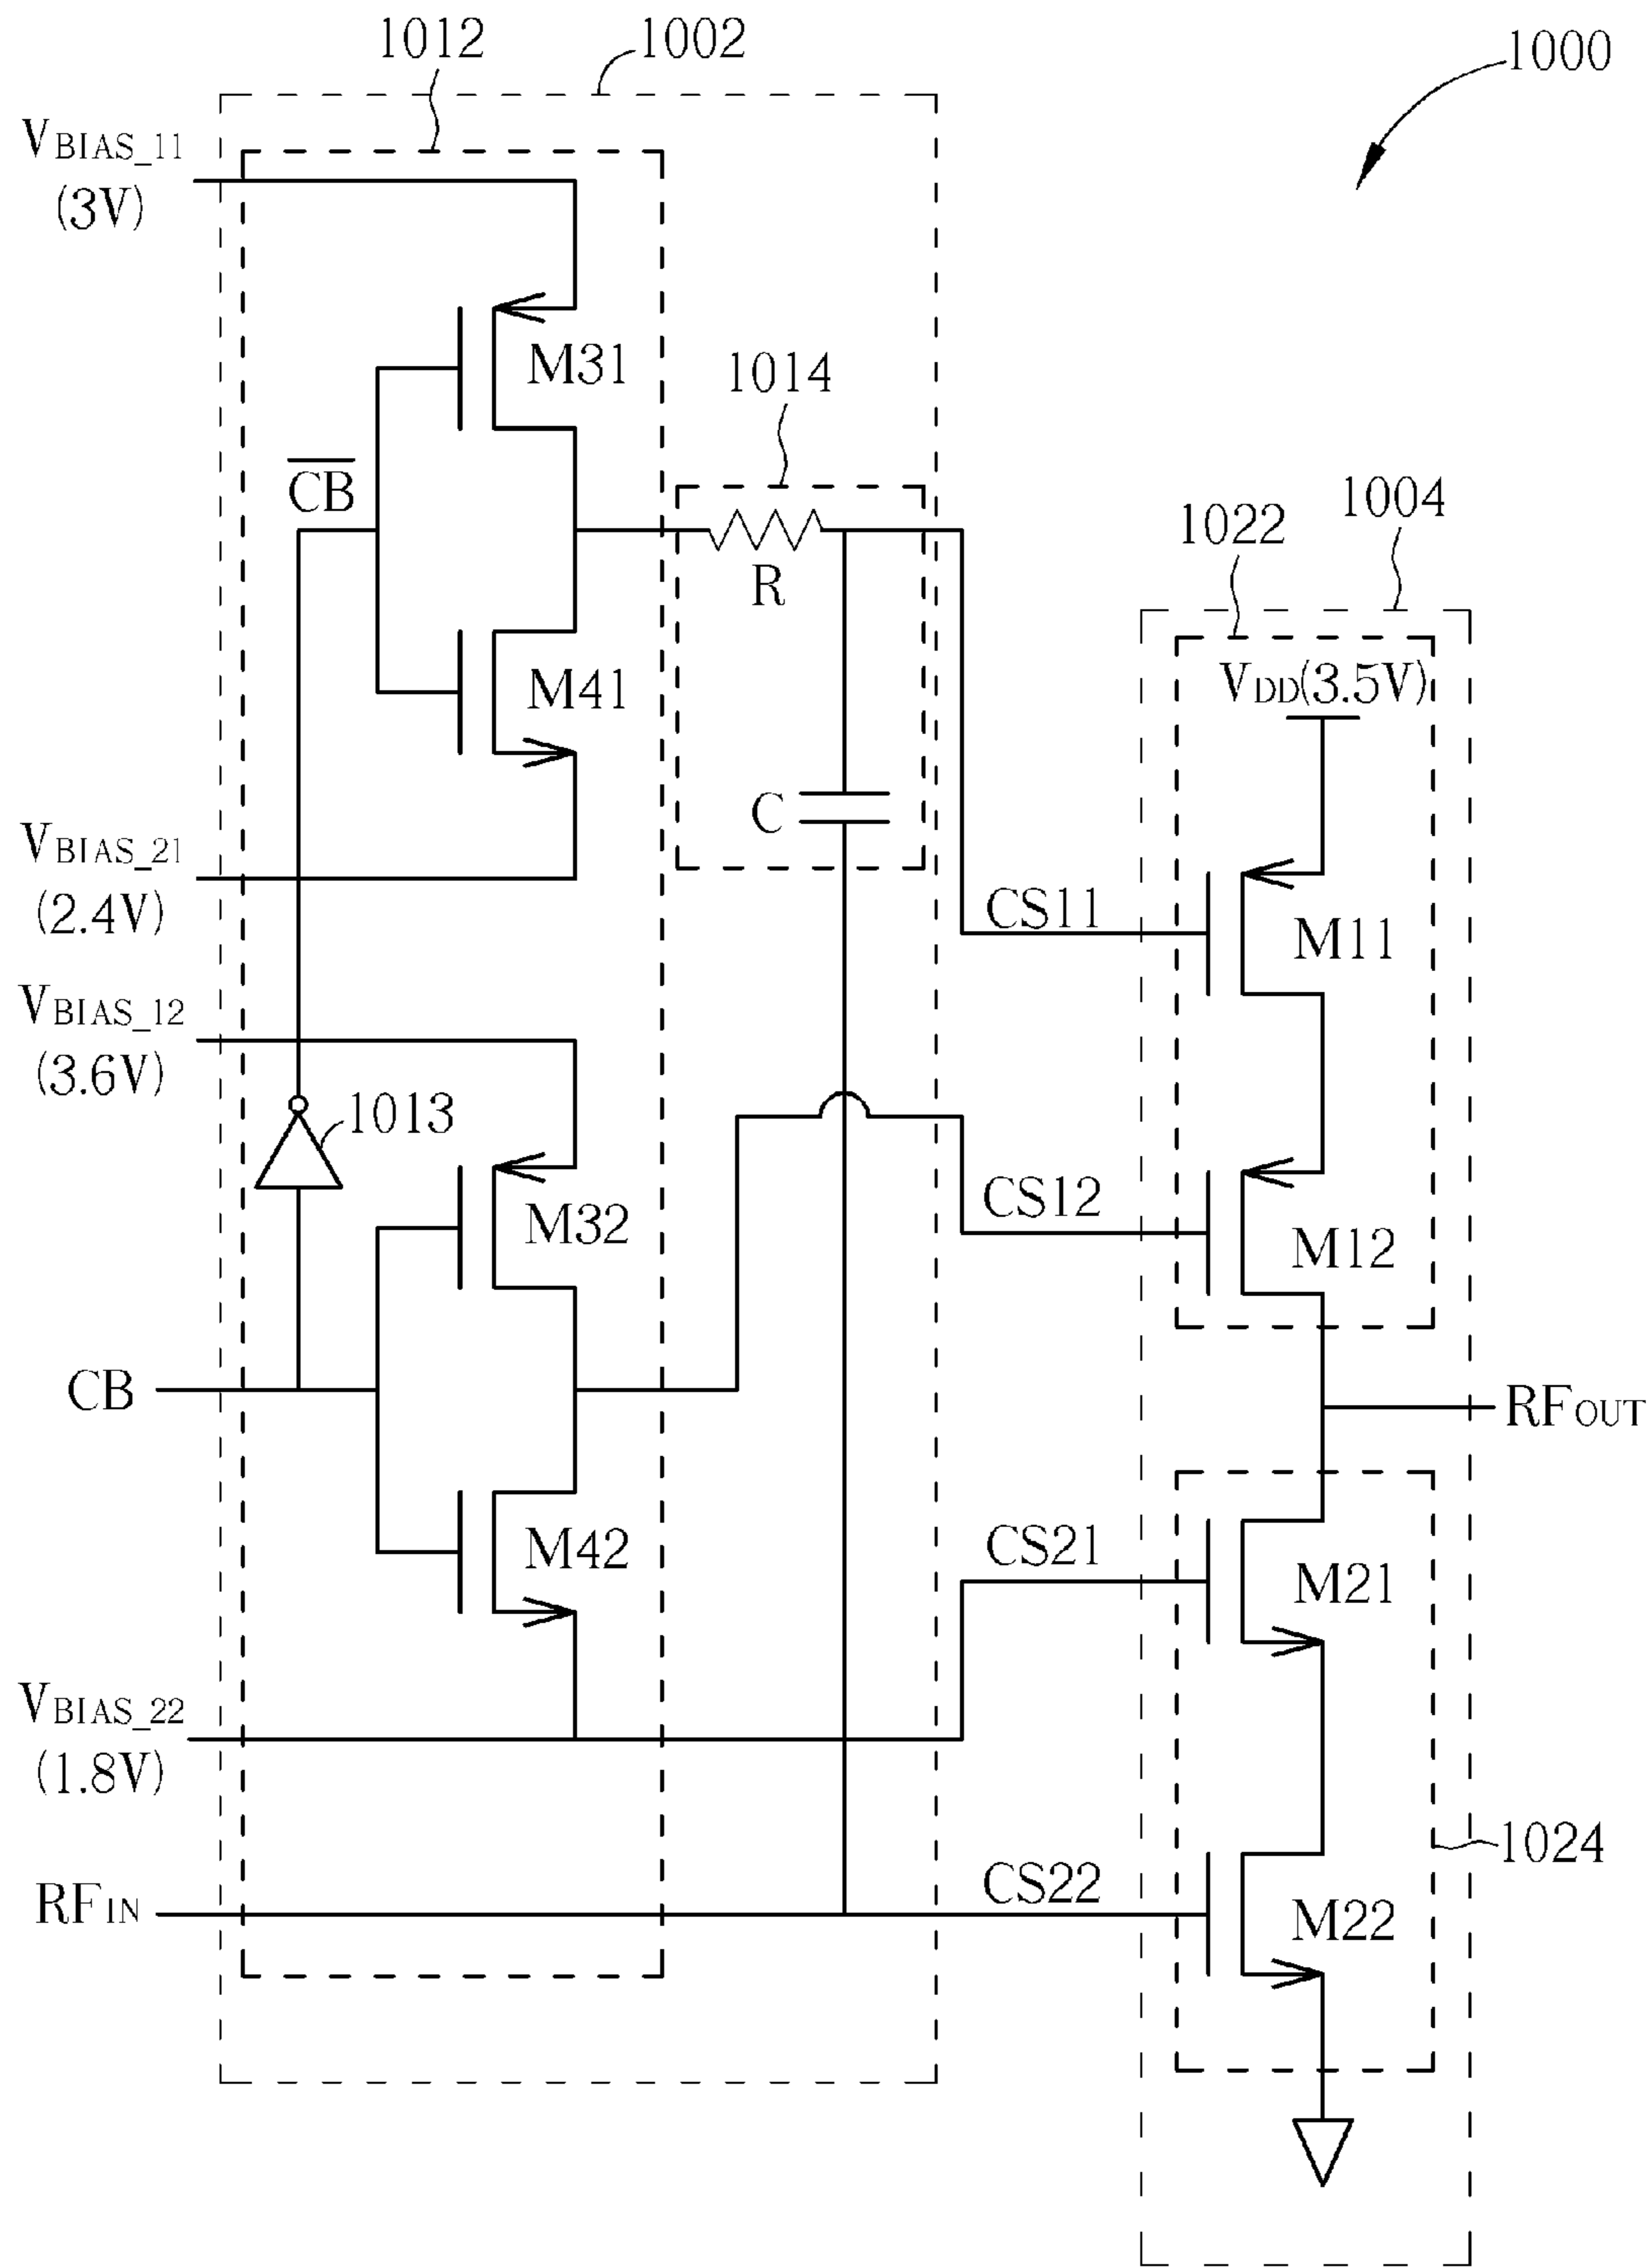 1012
1002
1000
VBIAS_11
(3V)
M31
1014
CB
1004
1022
R
VDD(3.5V)
M41
C
VBIAS_21
(2.4V)
CS11
M11
VBIAS_12
(3.6V)
1013
CS12
M32
M12
CB
RFOUT
CS21
M42
M21
VBIAS_22
(1.8V)
1024
RFIN
CS22
M22